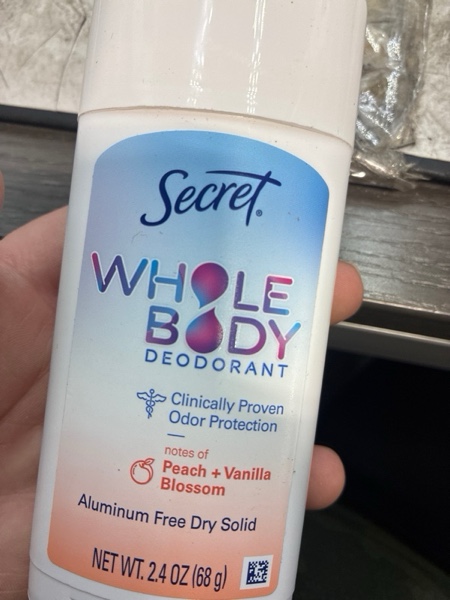 Secret®
WHOLE
BODY
DEODORANT
Clinically Proven
Odor Protection
notes of
Peach + Vanilla
Blossom
Aluminum Free Dry Solid
NET WT. 2.4 OZ (68 g)